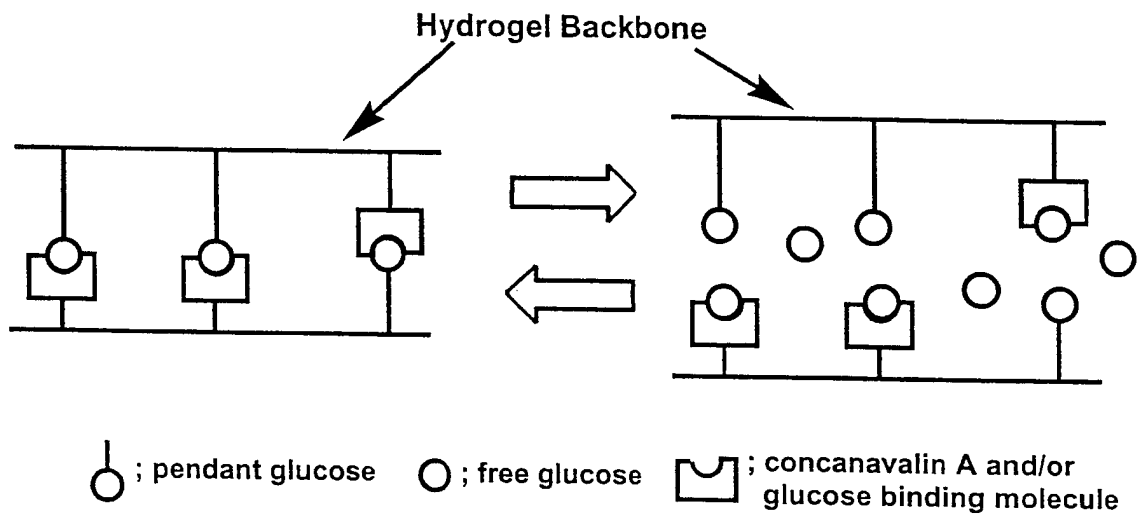 Hydrogel Backbone
; pendant glucose
; free glucose
; concanavalin A and/or
glucose binding molecule